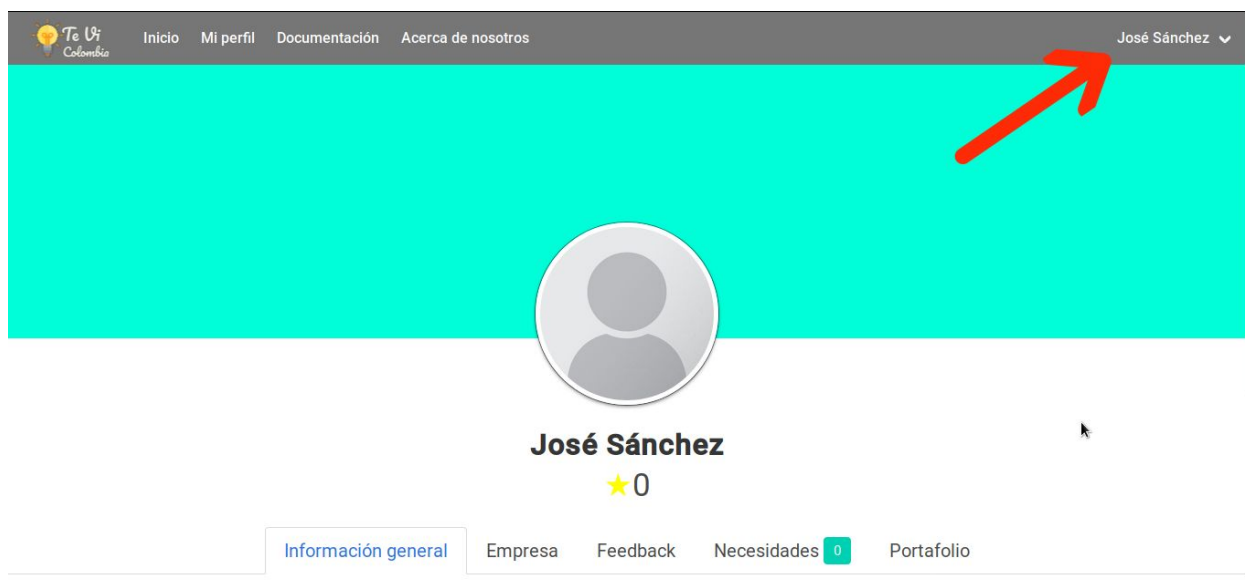 Te Vi
Colombia
Inicio Mi perfil Documentación Acerca de nosotros José Sánchez
José Sánchez
0
Información general Empresa Feedback Necesidades 0 Portafolio